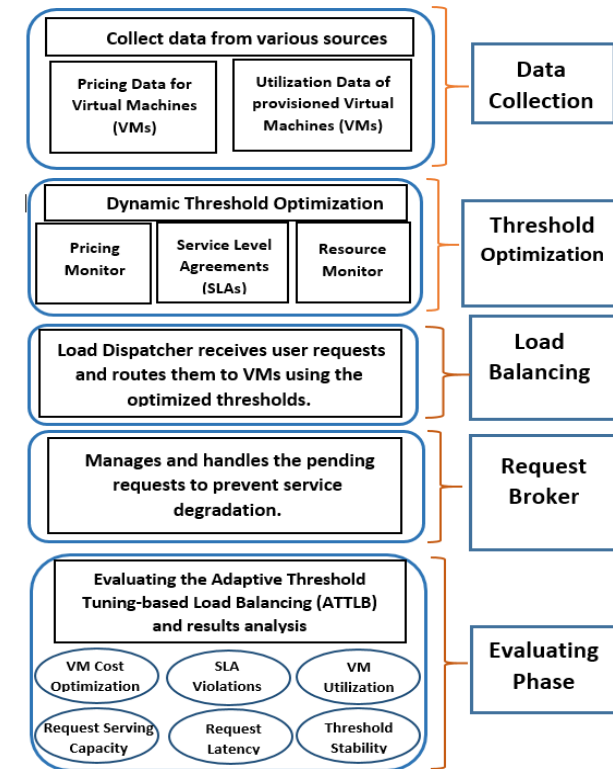 Collect data from various sources
Pricing Data for
Virtual Machines
(VMs)
Utilization Data of
provisioned Virtual
Machines (VMs)
Data
Collection
Dynamic Threshold Optimization
Pricing
Monitor
Service Level
Agreements
(SLAs)
Resource
Monitor
Threshold
Optimization
Load Dispatcher receives user requests
and routes them to VMs using the
optimized thresholds.
Load
Balancing
Manages and handles the pending
requests to prevent service
degradation.
Request
Broker
Evaluating the Adaptive Threshold
Tuning-based Load Balancing (ATTLB)
and results analysis
VM Cost
Optimization
SLA
Violations
VM
Utilization
Request Serving
Capacity
Request
Latency
Threshold
Stability
Evaluating
Phase